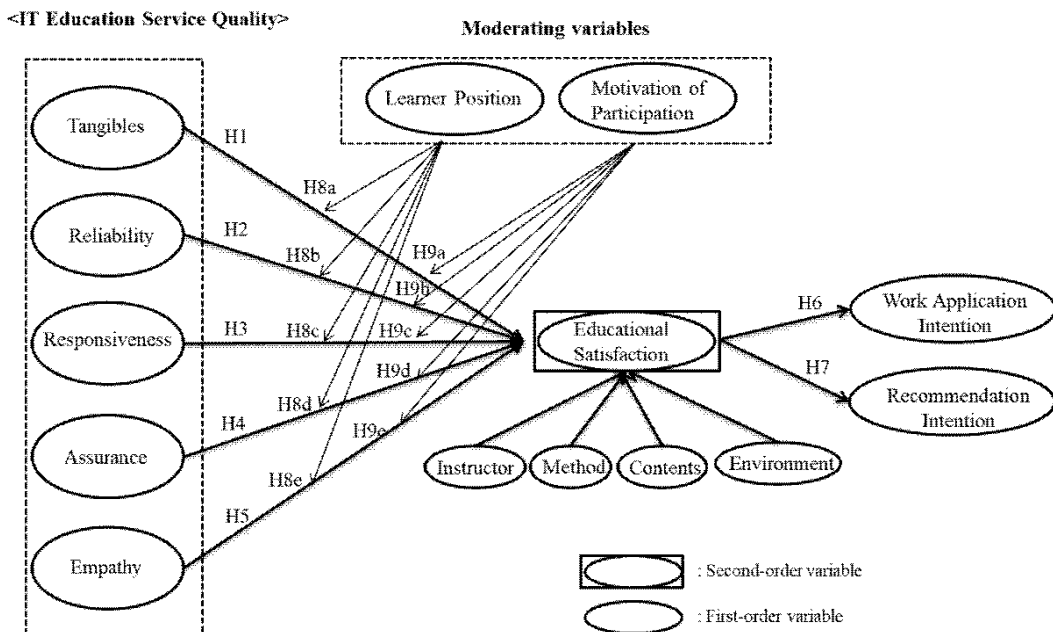 <IT Education Service Quality>
Moderating variables
Learner Position
Motivation of
Participation
Tangibles
H1
H8a
Reliability
H2
H8b
H9a
H9b
Responsiveness
H3
H8c
H9c
Educational
Satisfaction
H6
Work Application
Intention
H7
Recommendation
Intention
H9d
H8d
H4
Assurance
H9e
H8e
H5
Instructor
Method
Contents
Environment
Empathy
: Second-order variable
: First-order variable